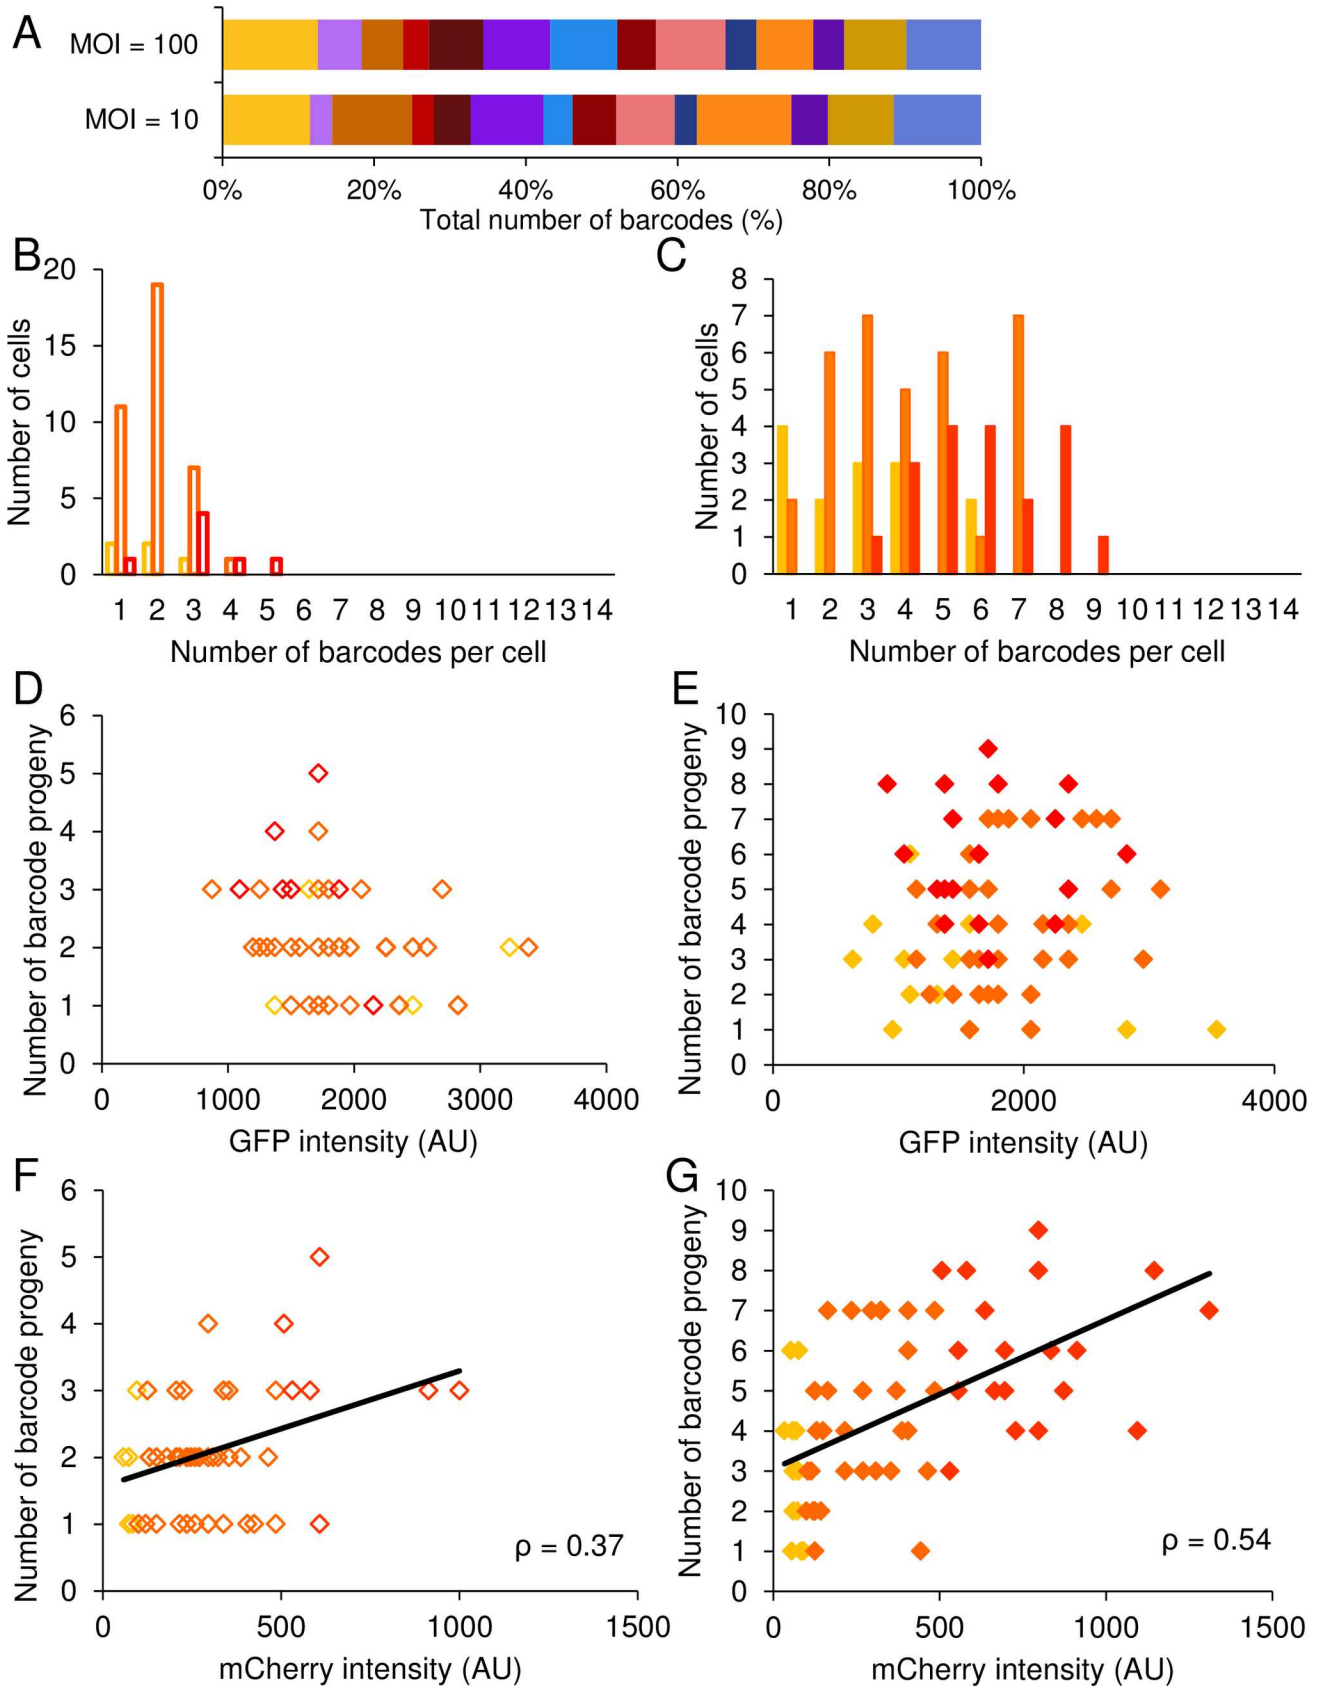 A
MOI = 100
MOI = 10
0% 20% 40% 60% 80% 100%
Total number of barcodes (%)
B
Number of cells
20
15
10
5
0
1 2 3 4 5 6 7 8 9 10 11 12 13 14
Number of barcodes per cell
C
Number of cells
8
7
6
5
4
3
2
1
0
1 2 3 4 5 6 7 8 9 10 11 12 13 14
Number of barcodes per cell
D
Number of barcode progeny
6
5
4
3
2
1
0
0 1000 2000 3000 4000
GFP intensity (AU)
E
Number of barcode progeny
10
9
8
7
6
5
4
3
2
1
0
0 2000 4000
GFP intensity (AU)
F
Number of barcode progeny
6
5
4
3
2
1
0
ρ = 0.37
0 500 1000 1500
mCherry intensity (AU)
G
Number of barcode progeny
10
9
8
7
6
5
4
3
2
1
0
ρ = 0.54
0 500 1000 1500
mCherry intensity (AU)